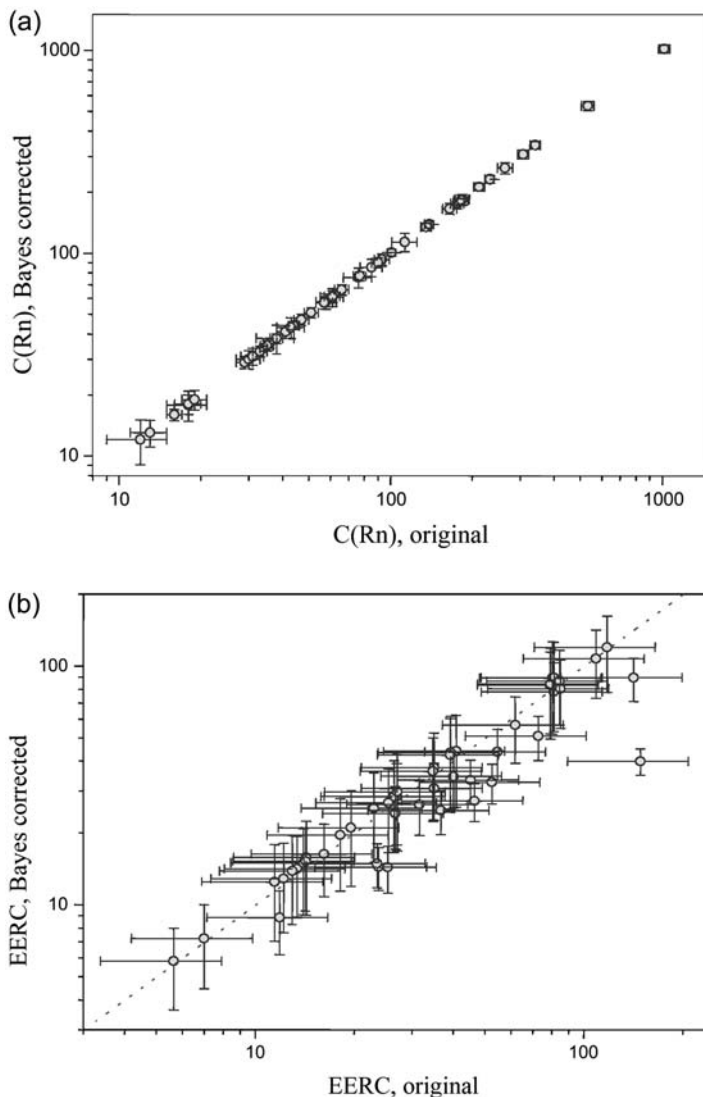 (a)
1000
100
10
C(Rn), Bayes corrected
10
100
1000
C(Rn), original
(b)
100
10
EERC, Bayes corrected
10
100
EERC, original